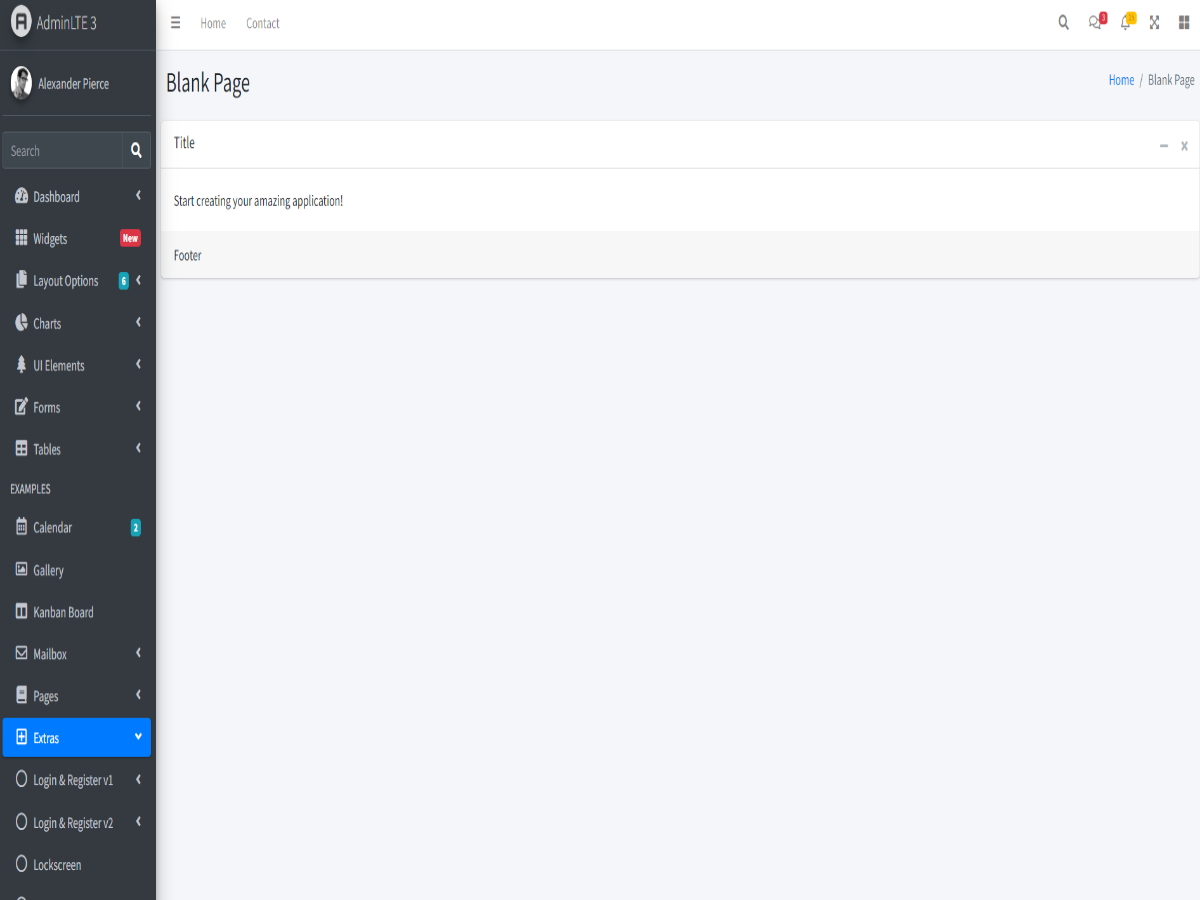 AdminLTE 3
Home Contact
3
15
Alexander Pierce
Blank Page
Home / Blank Page
Search
Title
Start creating your amazing application!
Footer
Dashboard
Widgets New
Layout Options 6
Charts
UI Elements
Forms
Tables
EXAMPLES
Calendar 2
Gallery
Kanban Board
Mailbox
Pages
Extras
Login & Register v1
Login & Register v2
Lockscreen